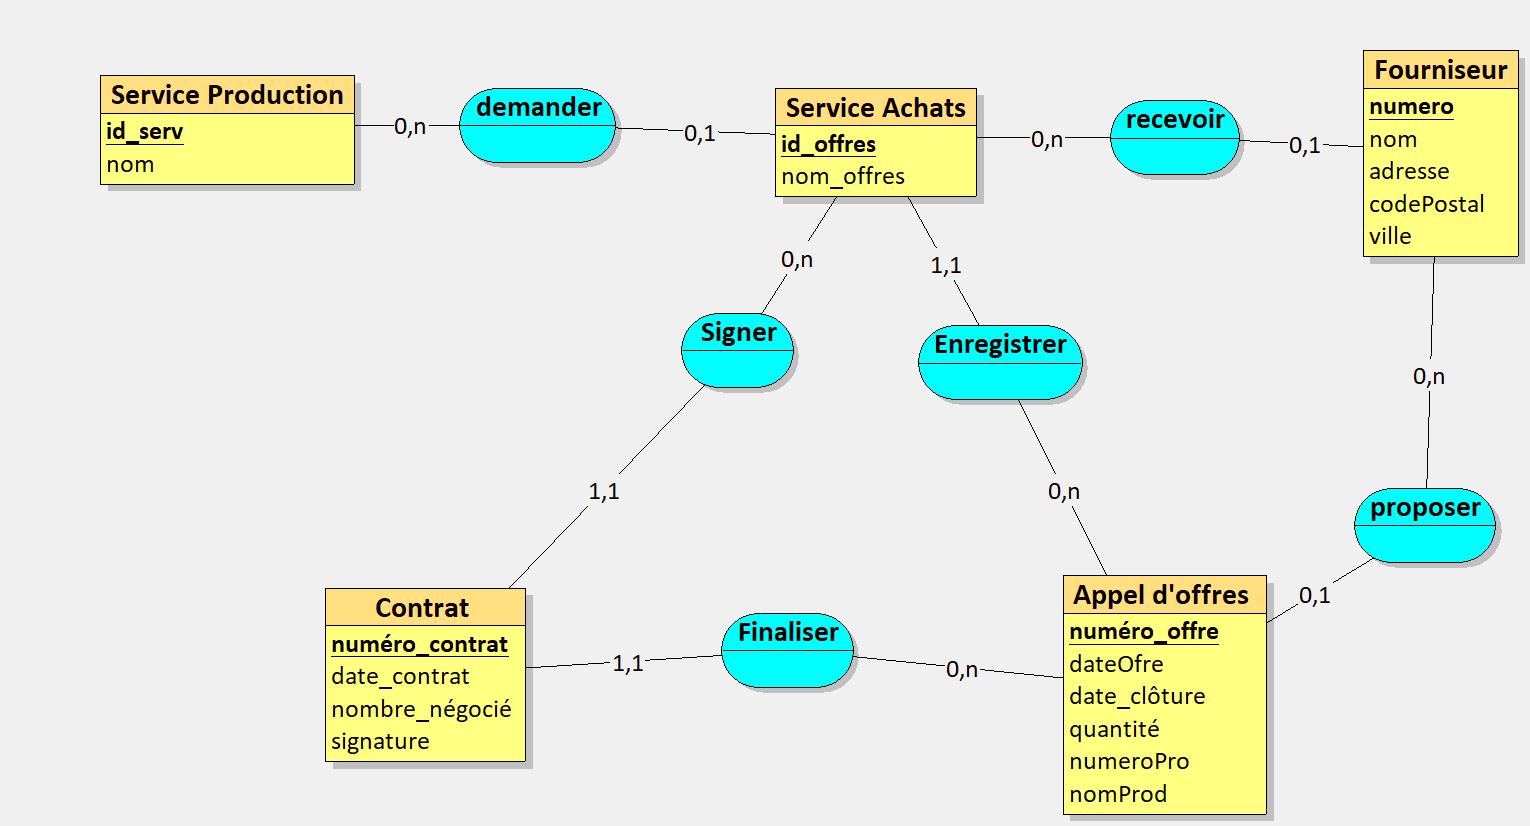 Service Production
id_serv
nom
0,n
demander
0,1
Service Achats
id_offres
nom_offres
0,n
recevoir
0,1
Fourniseur
numero
nom
adresse
codePostal
ville
0,n
Signer
1,1
1,1
Enregistrer
0,n
0,n
proposer
0,1
Contrat
numéro_contrat
date_contrat
nombre_négocié
signature
1,1
Finaliser
0,n
Appel d'offres
numéro_offre
dateOfre
date_clôture
quantité
numeroPro
nomProd